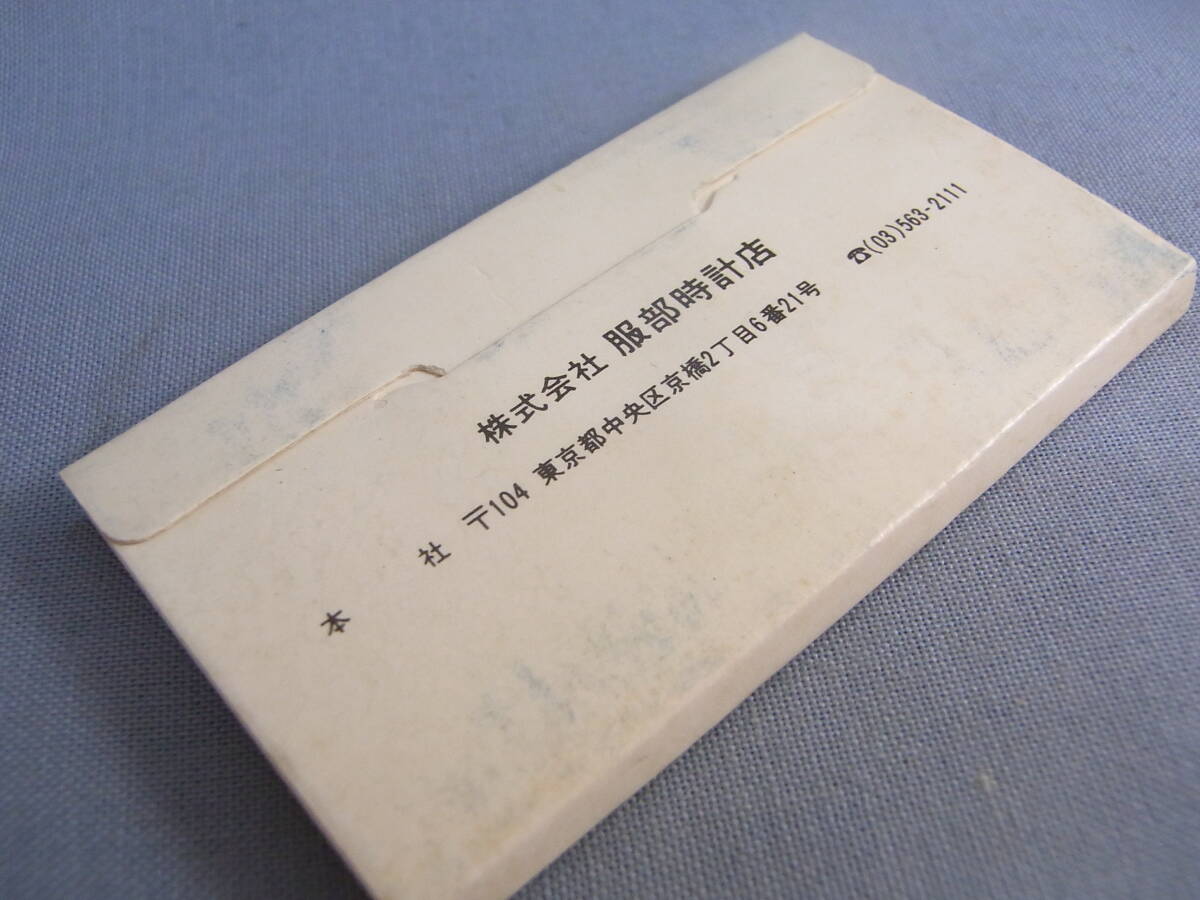 株式会社 服部時計店
本 社 〒104 東京都中央区京橋2丁目6番21号 ☎(03)563-2111